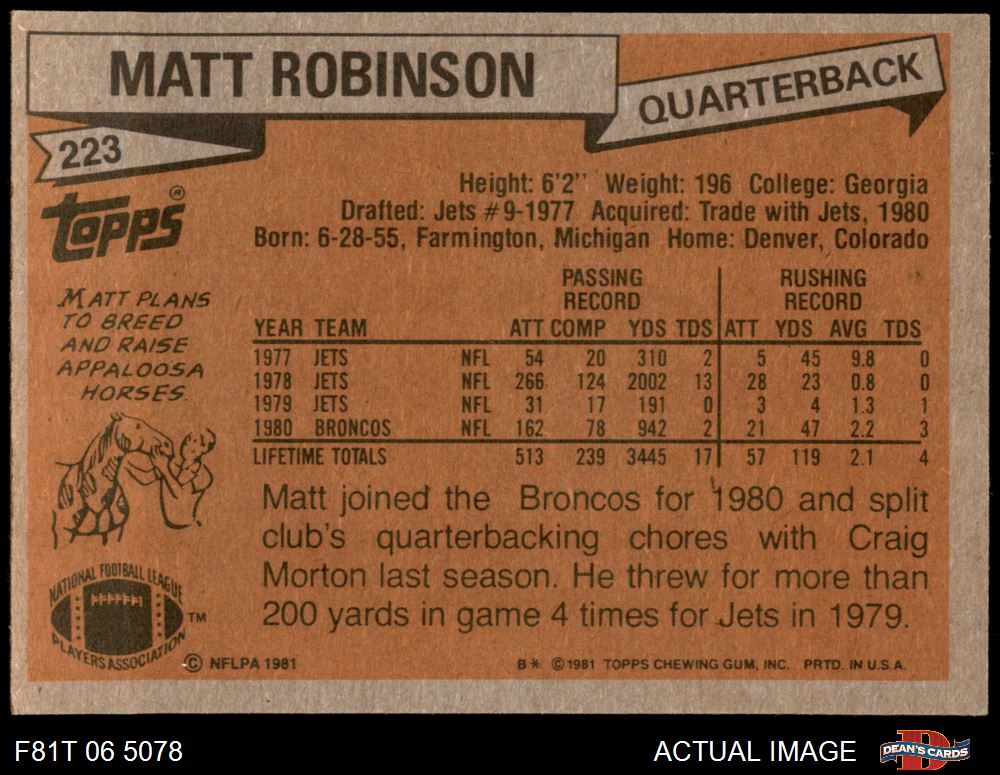 MATT ROBINSON
QUARTERBACK
223
TOPPS®
Height: 6'2'' Weight: 196 College: Georgia
Drafted: Jets #9-1977 Acquired: Trade with Jets, 1980
Born: 6-28-55, Farmington, Michigan Home: Denver, Colorado
MATT PLANS
TO BREED
AND RAISE
APPALOOSA
HORSES.
PASSING RECORD RUSHING RECORD
YEAR TEAM ATT COMP YDS TDS ATT YDS AVG TDS
1977 JETS NFL 54 20 310 2 5 45 9.8 0
1978 JETS NFL 266 124 2002 13 28 23 0.8 0
1979 JETS NFL 31 17 191 0 3 4 1.3 1
1980 BRONCOS NFL 162 78 942 2 21 47 2.2 3
LIFETIME TOTALS 513 239 3445 17 57 119 2.1 4
Matt joined the Broncos for 1980 and split
club's quarterbacking chores with Craig
Morton last season. He threw for more than
200 yards in game 4 times for Jets in 1979.
NATIONAL FOOTBALL LEAGUE
PLAYERS ASSOCIATION
TM
© NFLPA 1981
B* © 1981 TOPPS CHEWING GUM, INC. PRTD. IN U.S.A.
F81T 06 5078
ACTUAL IMAGE
DEAN'S CARDS